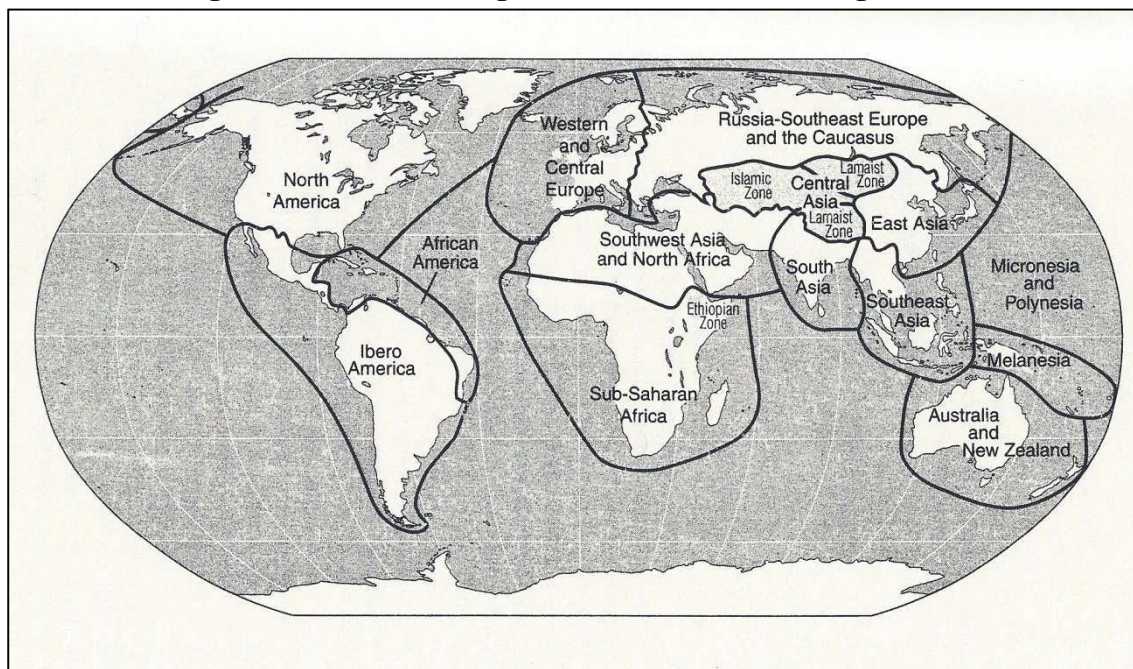 North
America
African
America
Ibero
America
Western
and
Central
Europe
Russia-Southeast Europe
and the Caucasus
Islamic
Zone
Lamaist
Zone
Central
Asia
Lamaist
Zone
East Asia
Southwest Asia
and North Africa
South
Asia
Southeast
Asia
Ethiopian
Zone
Sub-Saharan
Africa
Micronesia
and
Polynesia
Melanesia
Australia
and
New Zealand